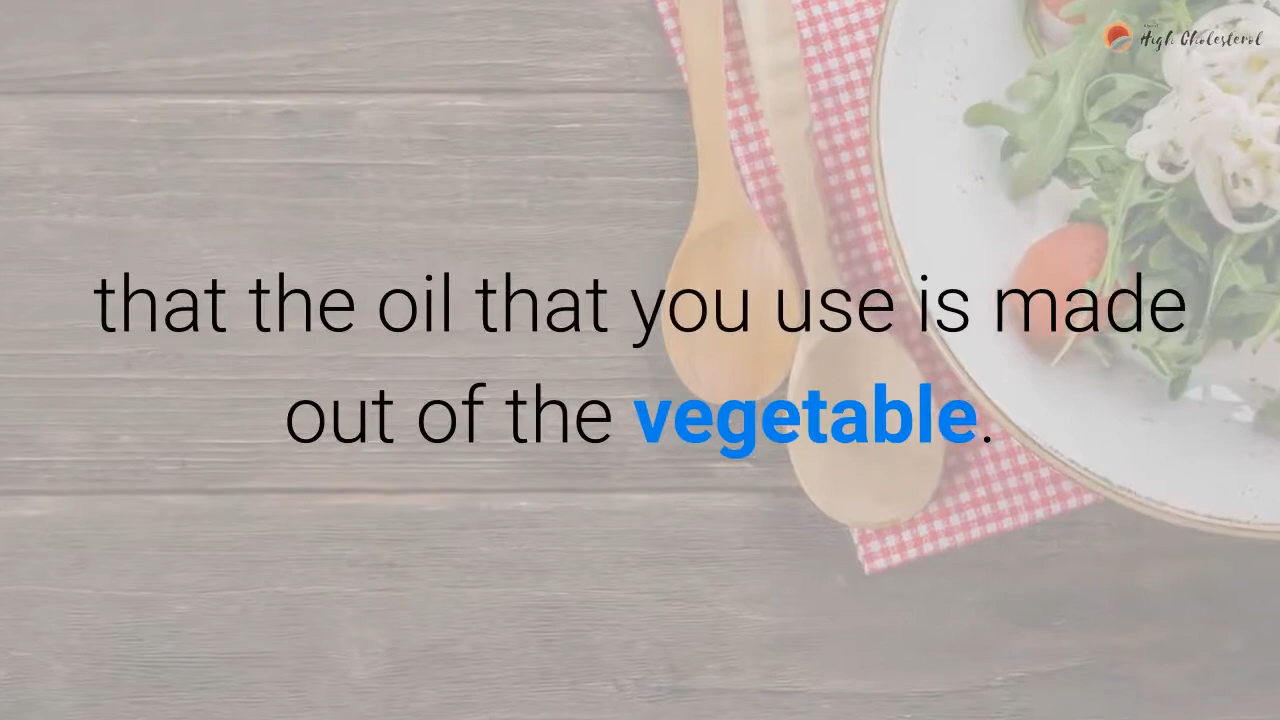 High Cholesterol
that the oil that you use is made
out of the vegetable.